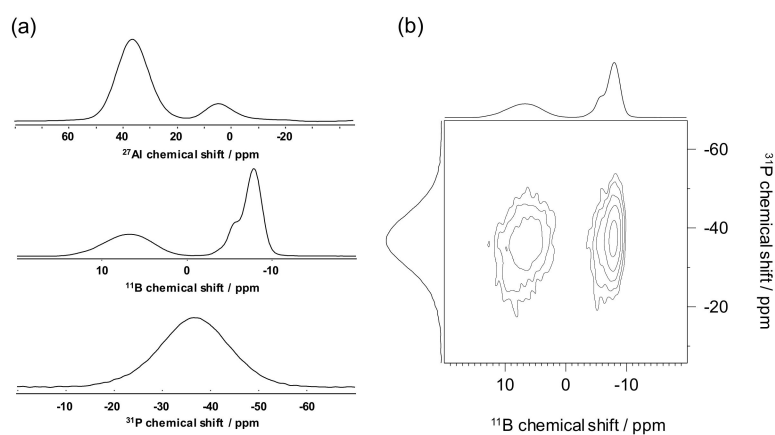 (a)
60 40 20 0 -20
²⁷Al chemical shift / ppm
10 0 -10
¹¹B chemical shift / ppm
-10 -20 -30 -40 -50 -60
³¹P chemical shift / ppm
(b)
-60
-40
-20
³¹P chemical shift / ppm
10 0 -10
¹¹B chemical shift / ppm